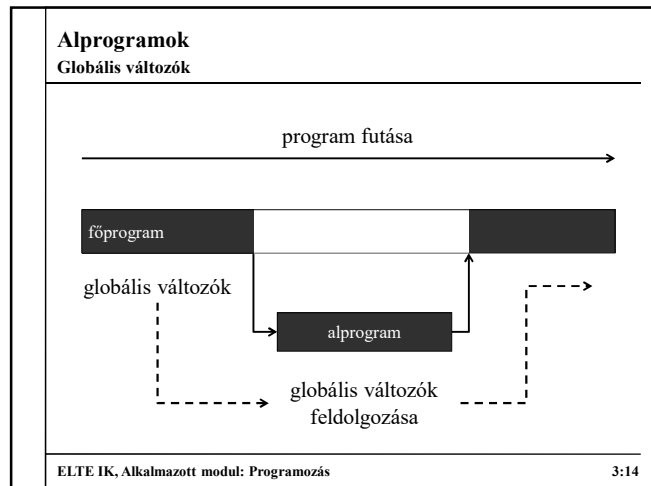 Alprogramok
Globális változók
program futása
főprogram
globális változók
alprogram
globális változók
feldolgozása
ELTE IK, Alkalmazott modul: Programozás 3:14